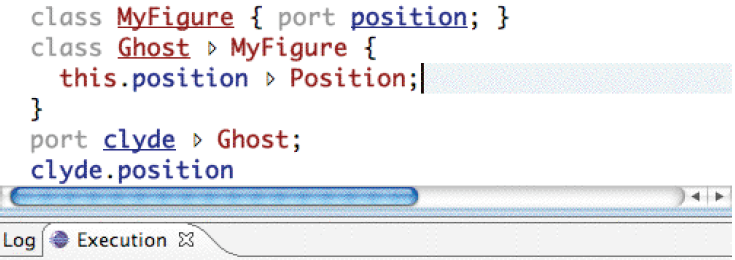 class MyFigure { port position; }
class Ghost ▹ MyFigure {
this.position ▹ Position;
}
port clyde ▹ Ghost;
clyde.position
Log Execution